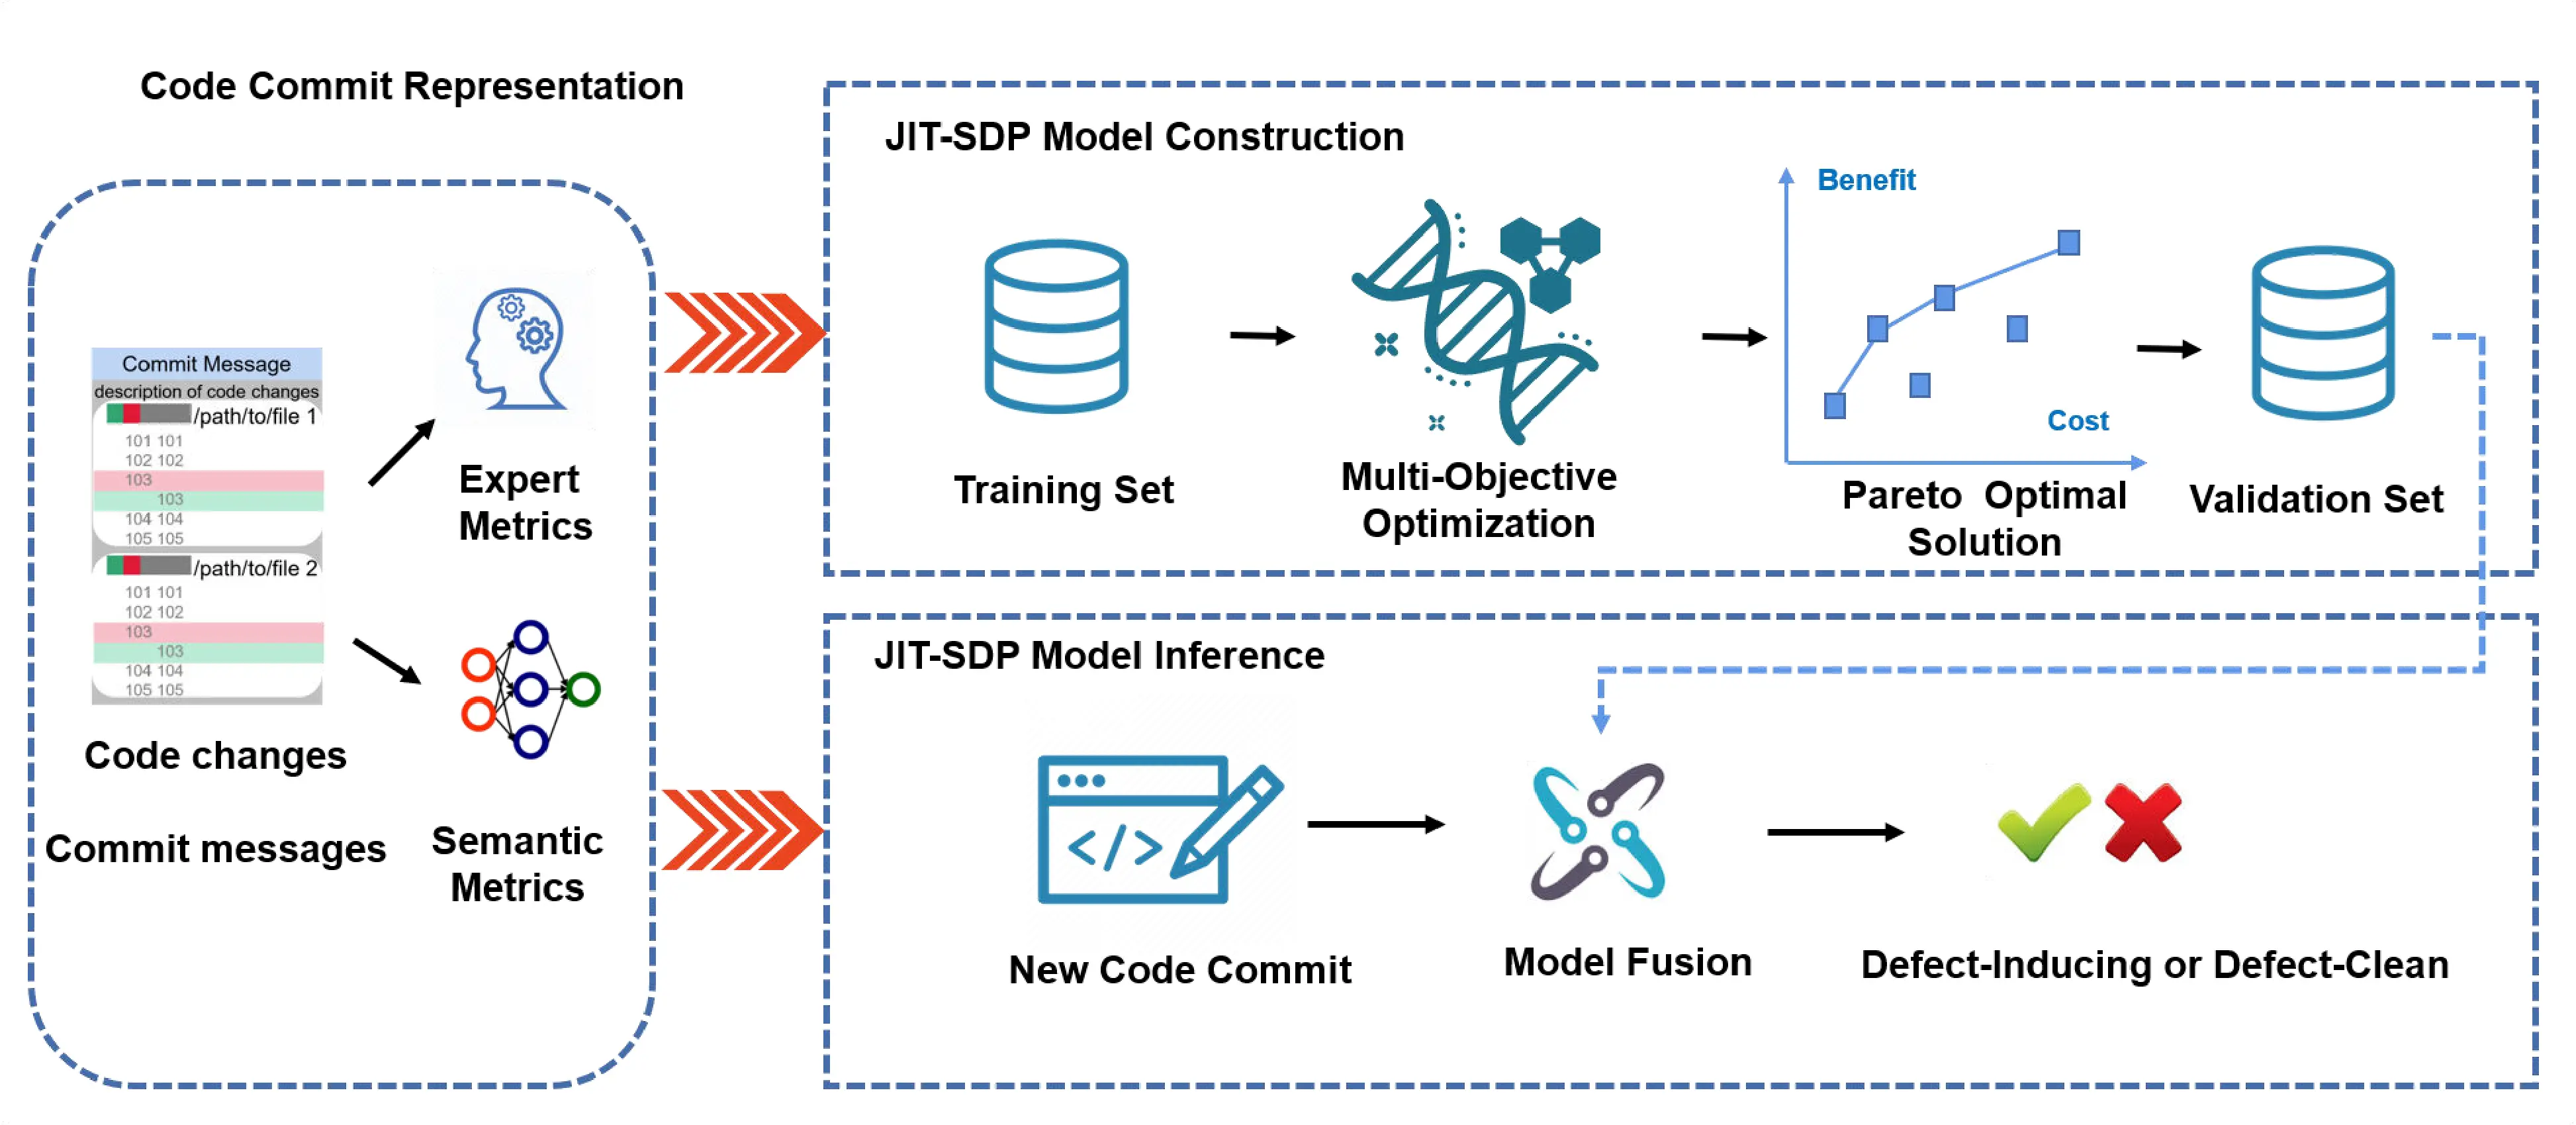 Code Commit Representation
Commit Message
description of code changes
/path/to/file 1
101 101
102 102
103
103
104 104
105 105
/path/to/file 2
101 101
102 102
103
103
104 104
105 105
Code changes
Commit messages
Expert
Metrics
Semantic
Metrics
JIT-SDP Model Construction
Training Set
Multi-Objective
Optimization
Benefit
Cost
Pareto Optimal
Solution
Validation Set
JIT-SDP Model Inference
</>
New Code Commit
Model Fusion
Defect-Inducing or Defect-Clean